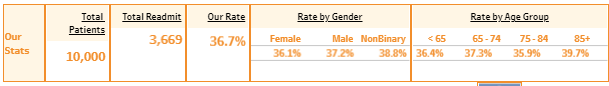 Total Patients Total Readmit Our Rate Rate by Gender Rate by Age Group
Our Stats
10,000 3,669 36.7%
Female Male NonBinary < 65 65 - 74 75 - 84 85+
36.1% 37.2% 38.8% 36.4% 37.3% 35.9% 39.7%